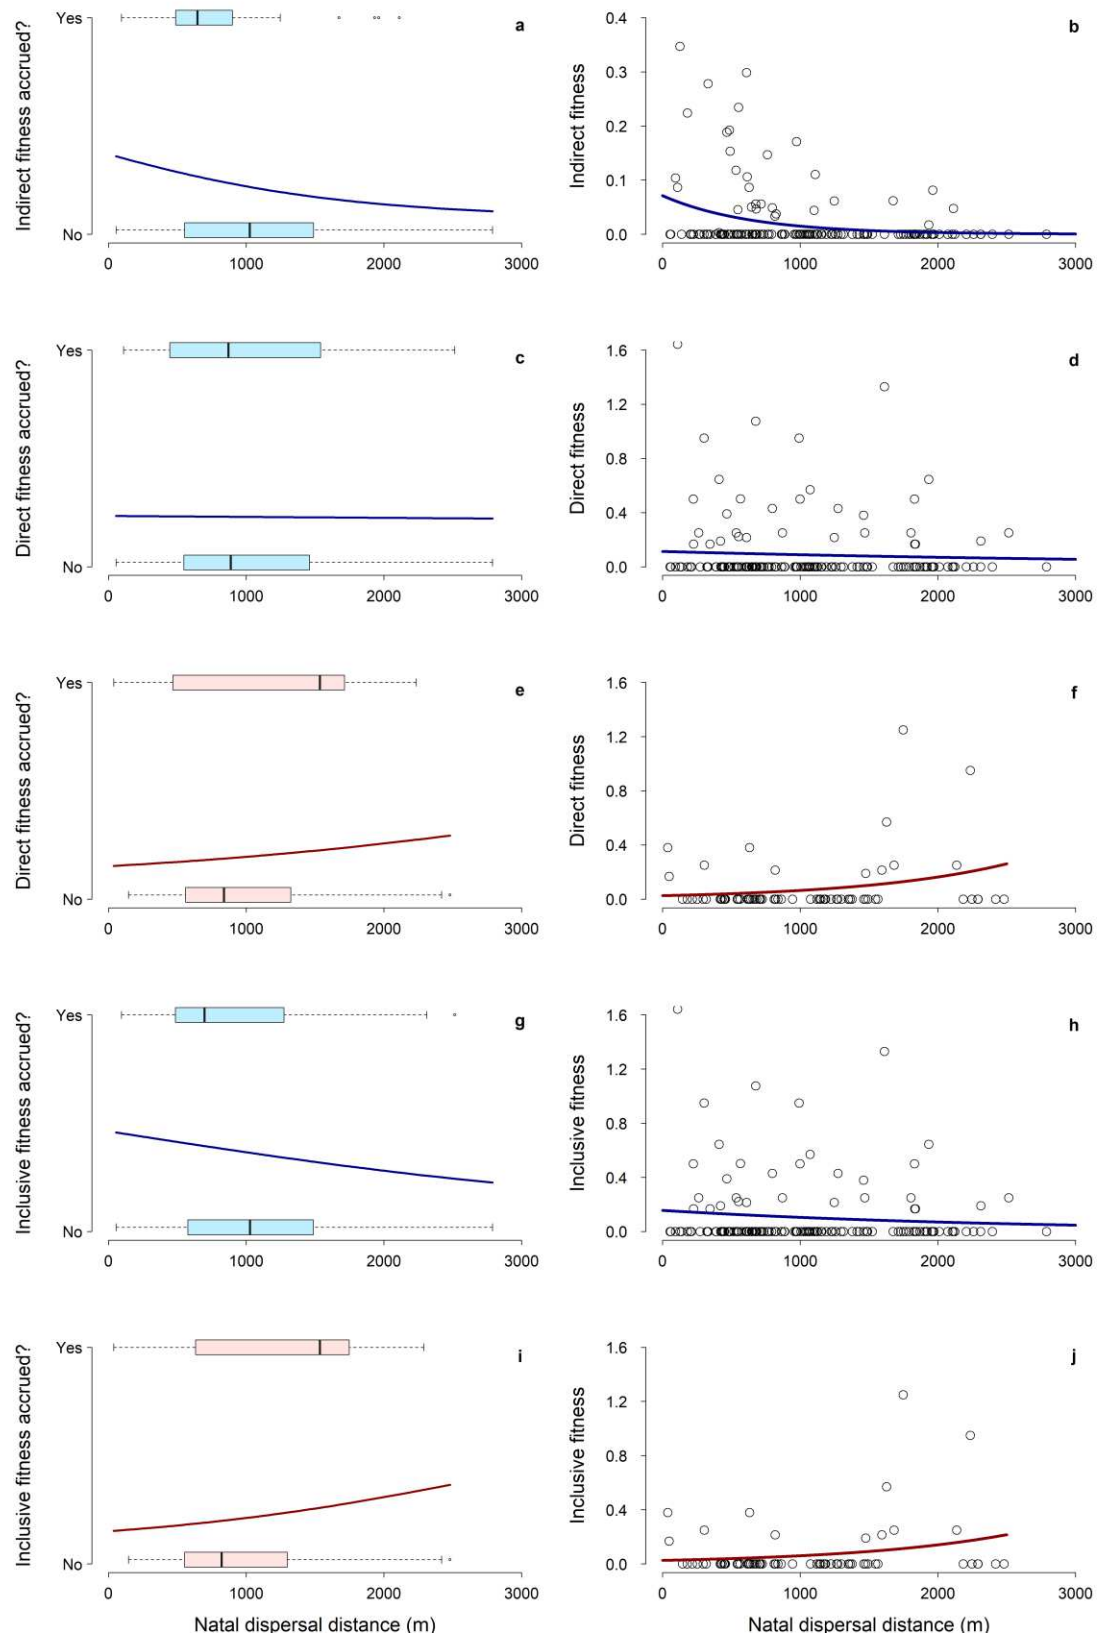 Indirect fitness accrued?
Yes
No
a
0
1000
2000
3000
Indirect fitness
0.4
0.3
0.2
0.1
0.0
b
0
1000
2000
3000
Direct fitness accrued?
Yes
No
c
0
1000
2000
3000
Direct fitness
1.6
1.2
0.8
0.4
0.0
d
0
1000
2000
3000
Direct fitness accrued?
Yes
No
e
0
1000
2000
3000
Direct fitness
1.6
1.2
0.8
0.4
0.0
f
0
1000
2000
3000
Inclusive fitness accrued?
Yes
No
g
0
1000
2000
3000
Inclusive fitness
1.6
1.2
0.8
0.4
0.0
h
0
1000
2000
3000
Inclusive fitness accrued?
Yes
No
i
0
1000
2000
3000
Natal dispersal distance (m)
Inclusive fitness
1.6
1.2
0.8
0.4
0.0
j
0
1000
2000
3000
Natal dispersal distance (m)